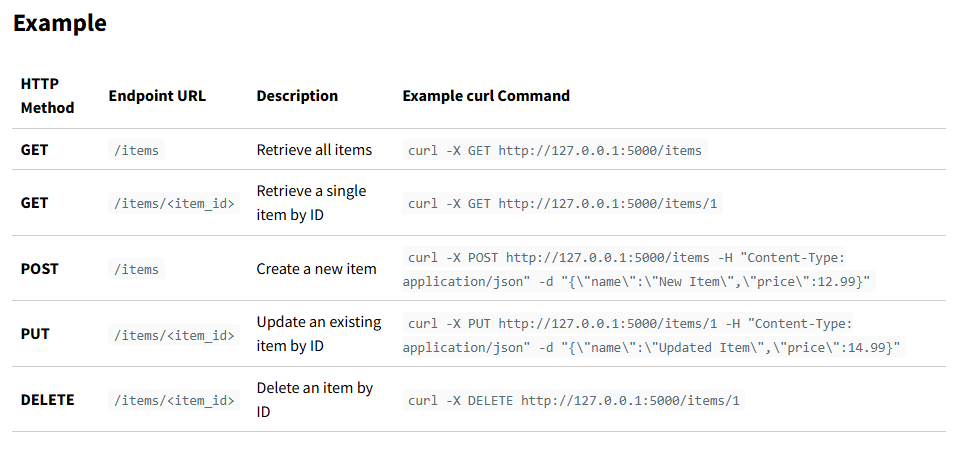 Example
HTTP
Method
Endpoint URL
Description
Example curl Command
GET
/items
Retrieve all items
curl -X GET http://127.0.0.1:5000/items
GET
/items/<item_id>
Retrieve a single
item by ID
curl -X GET http://127.0.0.1:5000/items/1
POST
/items
Create a new item
curl -X POST http://127.0.0.1:5000/items -H "Content-Type:
application/json" -d "{\"name\":\"New Item\",\"price\":12.99}"
PUT
/items/<item_id>
Update an existing
item by ID
curl -X PUT http://127.0.0.1:5000/items/1 -H "Content-Type:
application/json" -d "{\"name\":\"Updated Item\",\"price\":14.99}"
DELETE
/items/<item_id>
Delete an item by
ID
curl -X DELETE http://127.0.0.1:5000/items/1